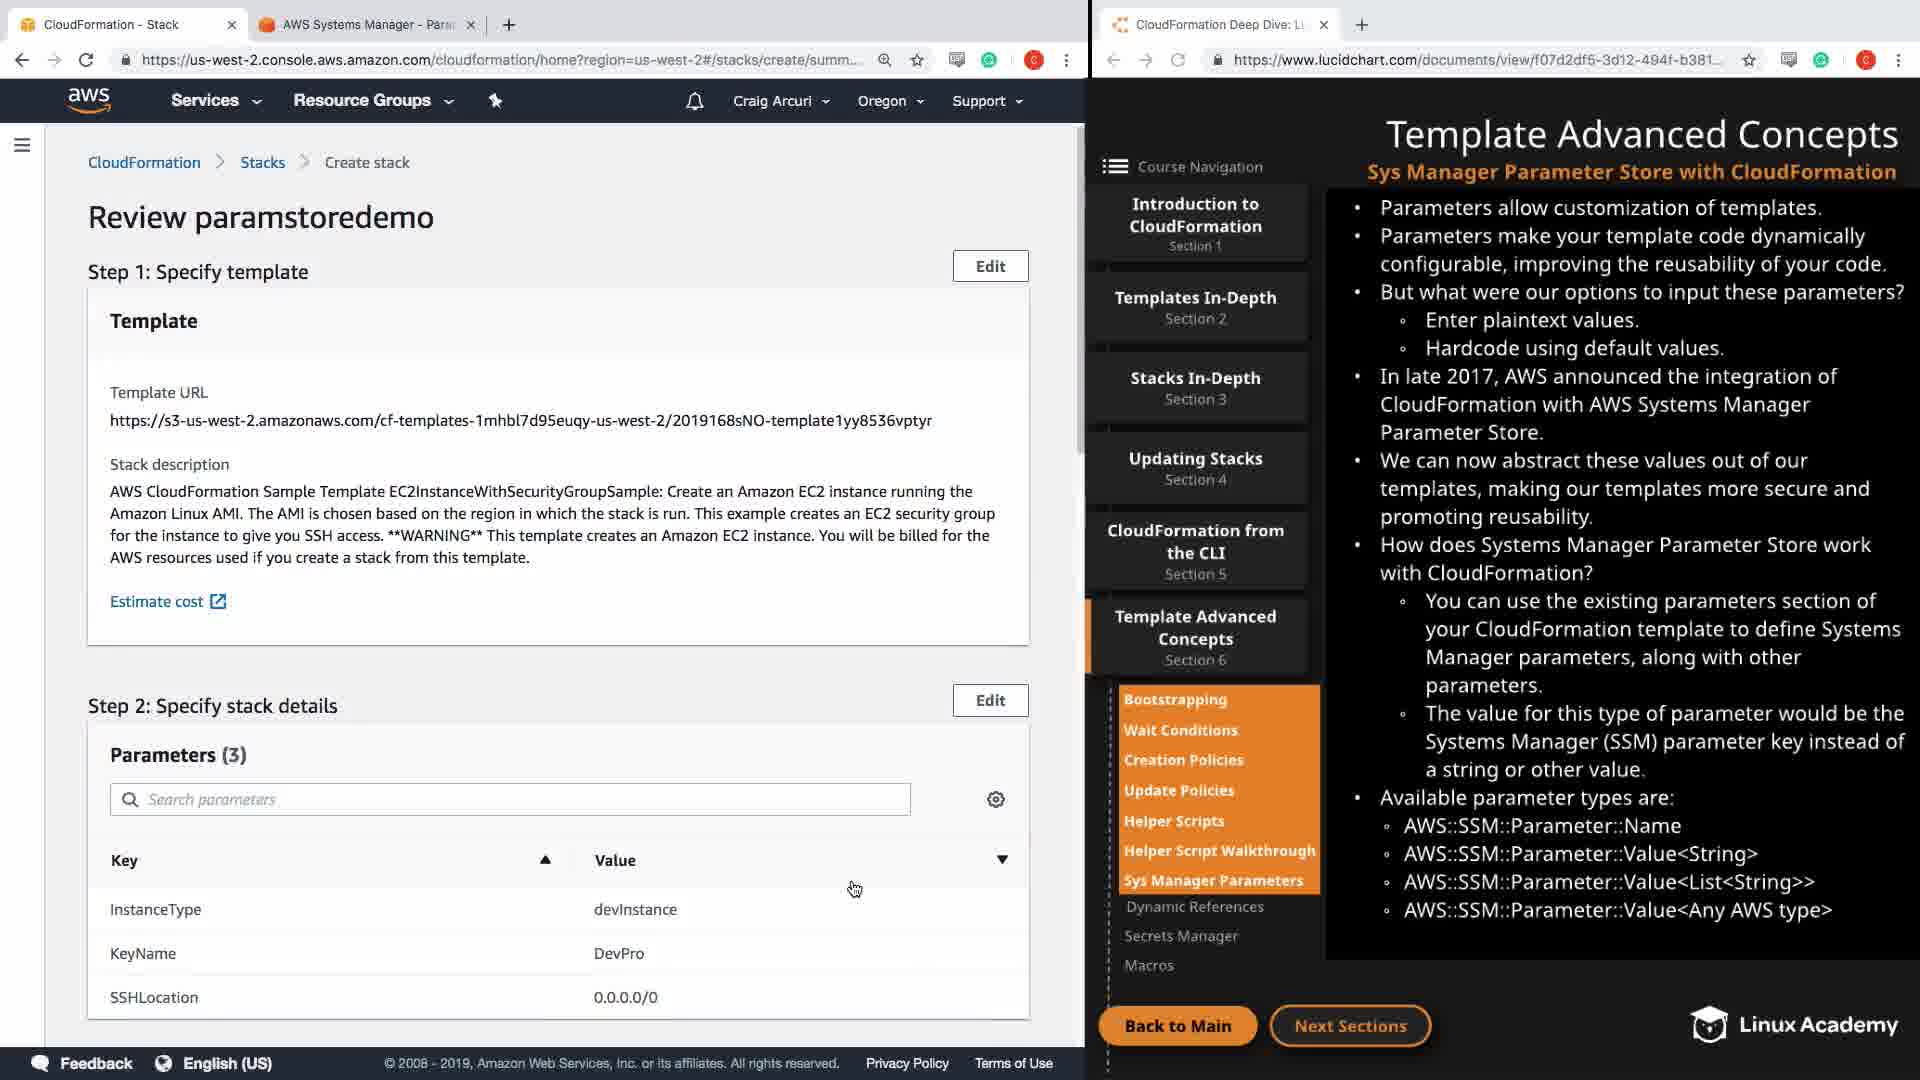 CloudFormation - Stack
AWS Systems Manager - Para
https://us-west-2.console.aws.amazon.com/cloudformation/home?region=us-west-2#/stacks/create/summ...
C
aws
Services
Resource Groups
Craig Arcuri
Oregon
Support
CloudFormation
Stacks
Create stack
Review paramstoredemo
Step 1: Specify template
Edit
Template
Template URL
https://s3-us-west-2.amazonaws.com/cf-templates-1mhbl7d95euqy-us-west-2/2019168sNO-template1yy8536vptyr
Stack description
AWS CloudFormation Sample Template EC2InstanceWithSecurityGroupSample: Create an Amazon EC2 instance running the
Amazon Linux AMI. The AMI is chosen based on the region in which the stack is run. This example creates an EC2 security group
for the instance to give you SSH access. **WARNING** This template creates an Amazon EC2 instance. You will be billed for the
AWS resources used if you create a stack from this template.
Estimate cost
Step 2: Specify stack details
Edit
Parameters (3)
Search parameters
Key
Value
InstanceType
devInstance
KeyName
DevPro
SSHLocation
0.0.0.0/0
Feedback
English (US)
© 2008 - 2019, Amazon Web Services, Inc. or its affiliates. All rights reserved.
Privacy Policy
Terms of Use
CloudFormation Deep Dive: Li
https://www.lucidchart.com/documents/view/f07d2df5-3d12-494f-b381...
C
Template Advanced Concepts
Sys Manager Parameter Store with CloudFormation
Course Navigation
Introduction to
CloudFormation
Section 1
Templates In-Depth
Section 2
Stacks In-Depth
Section 3
Updating Stacks
Section 4
CloudFormation from
the CLI
Section 5
Template Advanced
Concepts
Section 6
Bootstrapping
Wait Conditions
Creation Policies
Update Policies
Helper Scripts
Helper Script Walkthrough
Sys Manager Parameters
Dynamic References
Secrets Manager
Macros
• Parameters allow customization of templates.
• Parameters make your template code dynamically
configurable, improving the reusability of your code.
• But what were our options to input these parameters?
◦ Enter plaintext values.
◦ Hardcode using default values.
• In late 2017, AWS announced the integration of
CloudFormation with AWS Systems Manager
Parameter Store.
• We can now abstract these values out of our
templates, making our templates more secure and
promoting reusability.
• How does Systems Manager Parameter Store work
with CloudFormation?
◦ You can use the existing parameters section of
your CloudFormation template to define Systems
Manager parameters, along with other
parameters.
◦ The value for this type of parameter would be the
Systems Manager (SSM) parameter key instead of
a string or other value.
• Available parameter types are:
◦ AWS::SSM::Parameter::Name
◦ AWS::SSM::Parameter::Value<String>
◦ AWS::SSM::Parameter::Value<List<String>>
◦ AWS::SSM::Parameter::Value<Any AWS type>
Back to Main
Next Sections
Linux Academy